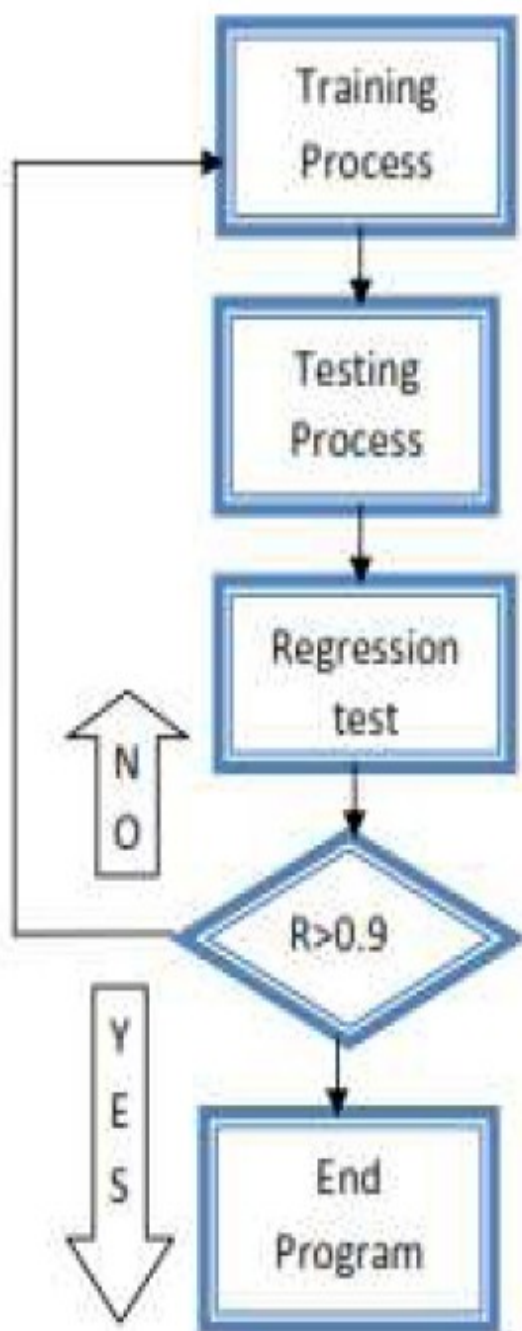 Training
Process
Testing
Process
Regression
test
N
O
R>0.9
Y
E
S
End
Program